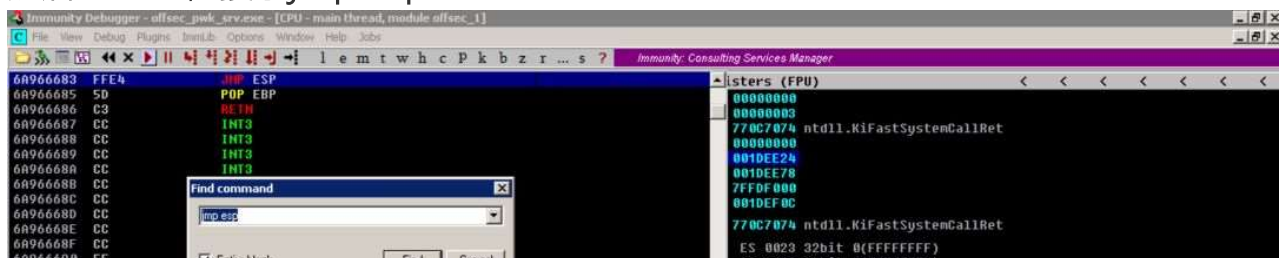 Immunity Debugger - offsec_pwk_srv.exe - [CPU - main thread, module offsec_1]
C File View Debug Plugins ImmLib Options Window Help Jobs
l e m t w h c P k b z r ... s ? Immunity: Consulting Services Manager
6A966683 FFE4 JMP ESP
6A966685 5D POP EBP
6A966686 C3 RETN
6A966687 CC INT3
6A966688 CC INT3
6A966689 CC INT3
6A96668A CC INT3
6A96668B CC
6A96668C CC
6A96668D CC
6A96668E CC
6A96668F CC
Find command
jmp esp
isters (FPU) < < < < < <
00000000
00000003
770C7074 ntdll.KiFastSystemCallRet
00000000
001DEE24
001DEE78
7FFDF000
001DEF0C
770C7074 ntdll.KiFastSystemCallRet
ES 0023 32bit 0(FFFFFFFF)